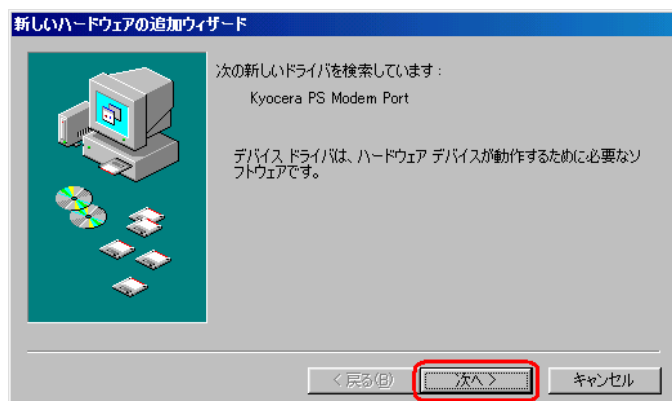 新しいハードウェアの追加ウィザード
次の新しいドライバを検索しています：
Kyocera PS Modem Port
デバイス ドライバは、ハードウェア デバイスが動作するために必要なソ
フトウェアです。
< 戻る(B)
次へ >
キャンセル